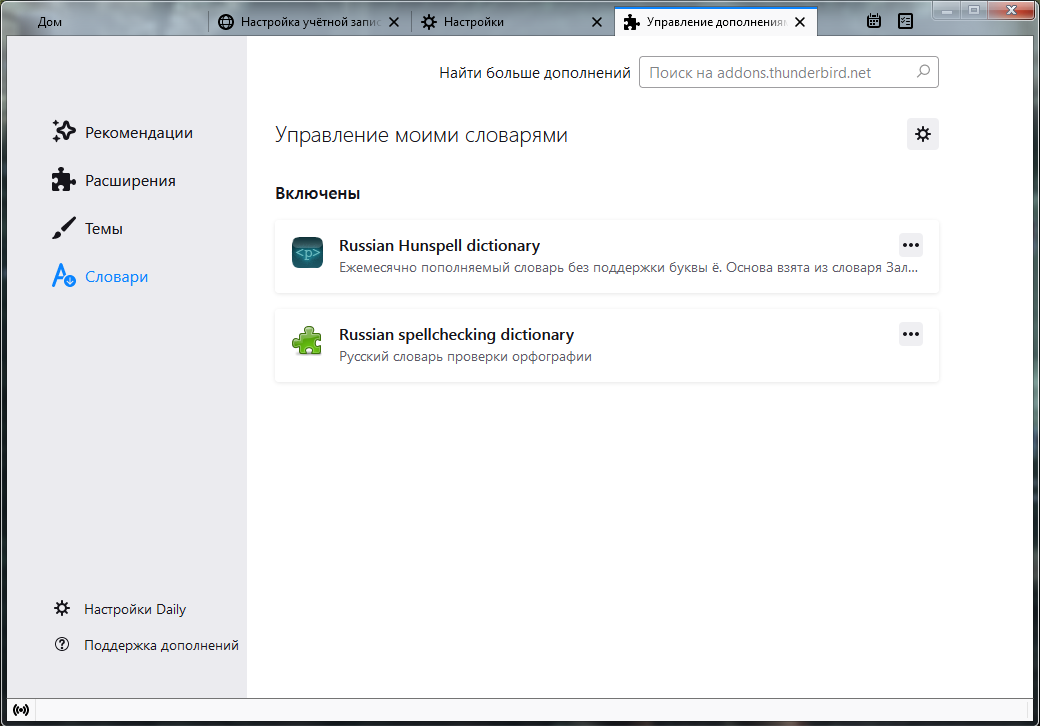 Дом
Настройка учётной запис
Настройки
Управление дополнениям
Найти больше дополнений
Поиск на addons.thunderbird.net
Рекомендации
Расширения
Темы
Словари
Управление моими словарями
Включены
<p>
Russian Hunspell dictionary
Ежемесячно пополняемый словарь без поддержки буквы ё. Основа взята из словаря Зал...
Russian spellchecking dictionary
Русский словарь проверки орфографии
Настройки Daily
Поддержка дополнений